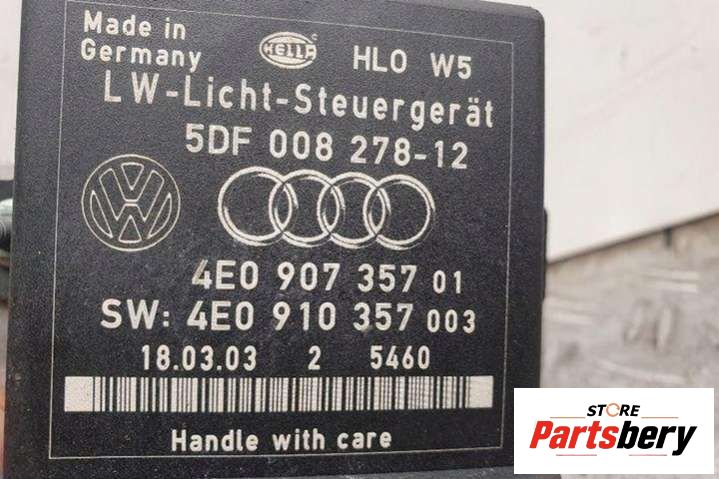 Made in
Germany
HELLA
HLO W5
LW-Licht-Steuergerät
5DF 008 278-12
4E0 907 357 01
SW: 4E0 910 357 003
18.03.03 2 5460
Handle with care
STORE
Partsbery